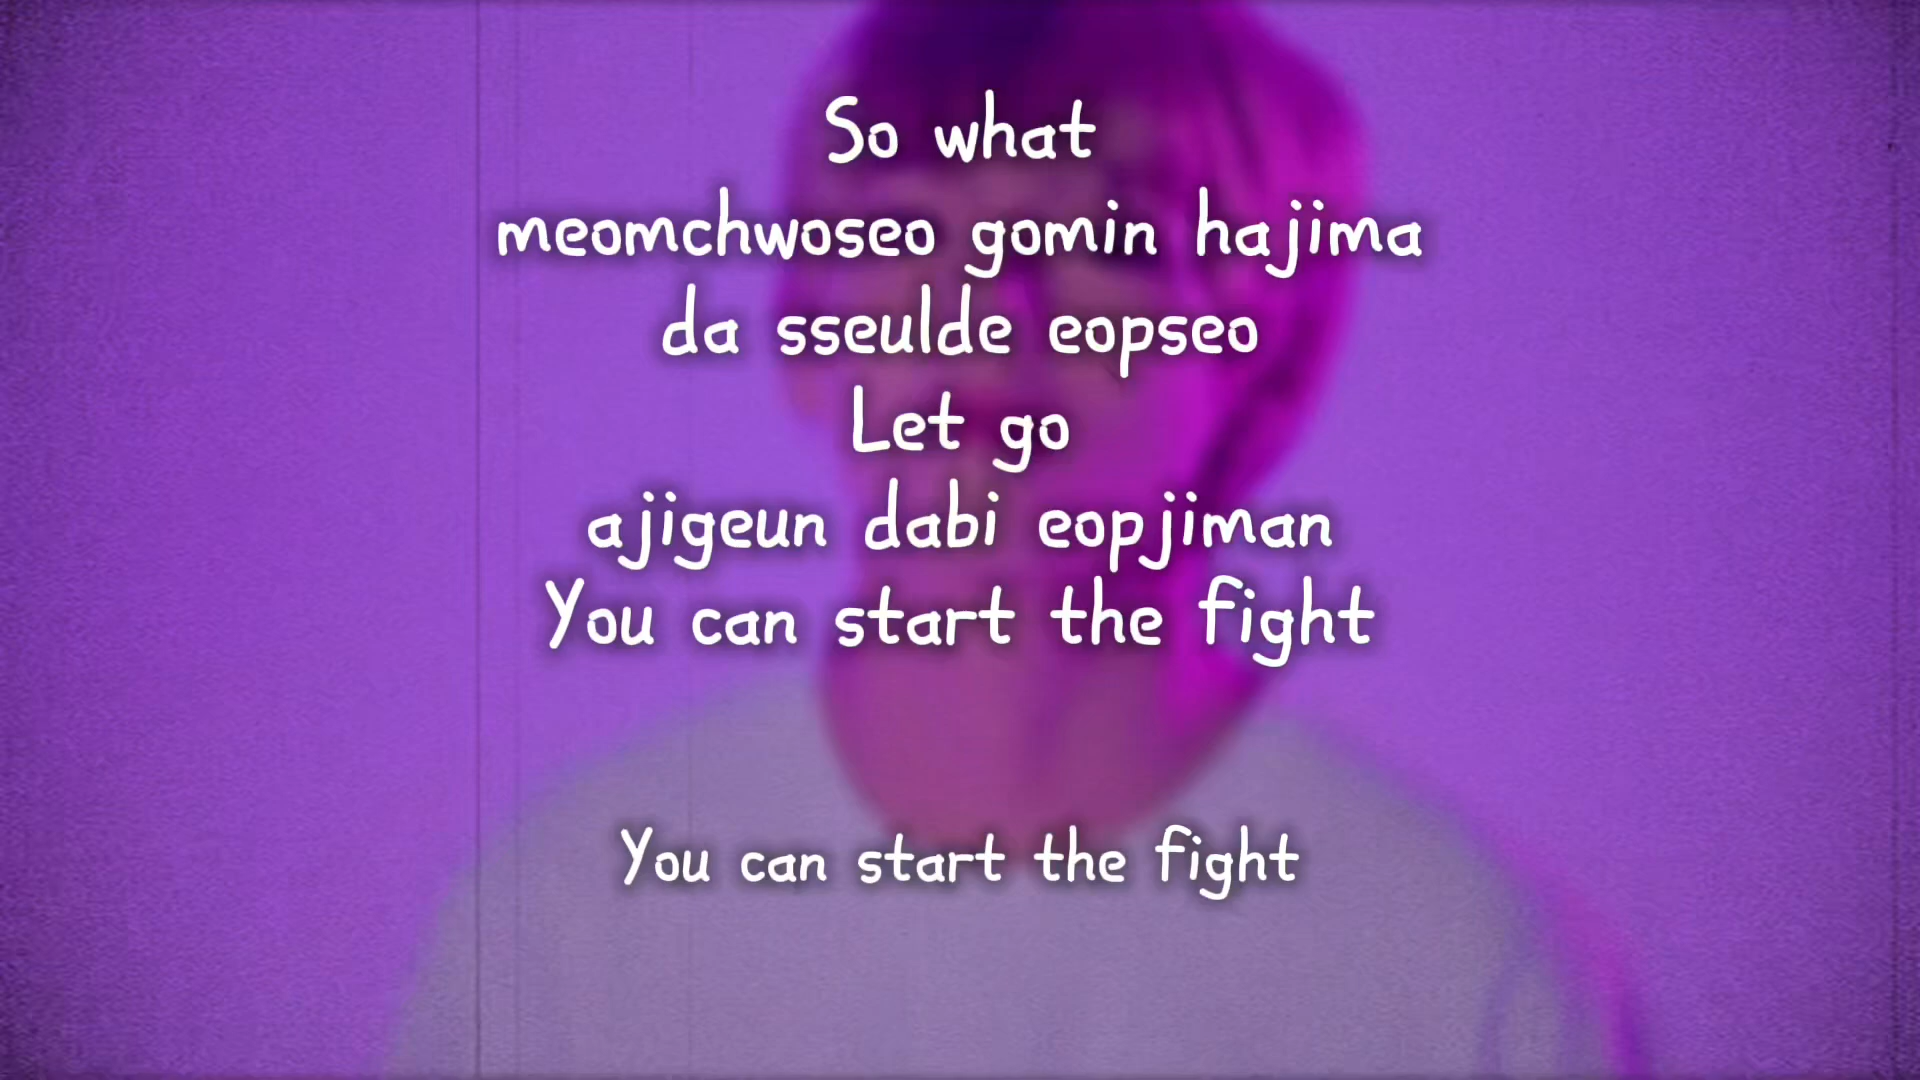 So what
meomchwoseo gomin hajima
da sseulde eopseo
Let go
ajigeun dabi eopjiman
You can start the fight
You can start the fight